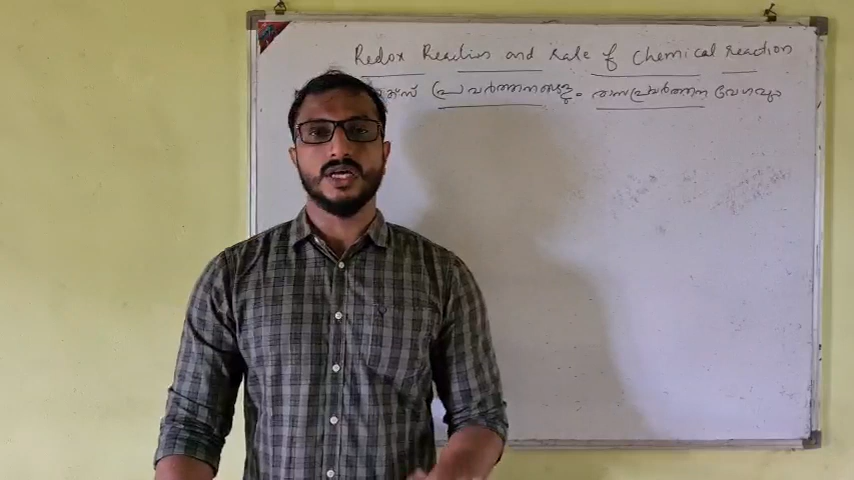 Redox Reactions and Rate of Chemical reaction
പ്രവർത്തനങ്ങളും രാസപ്രവർത്തന വേഗവും